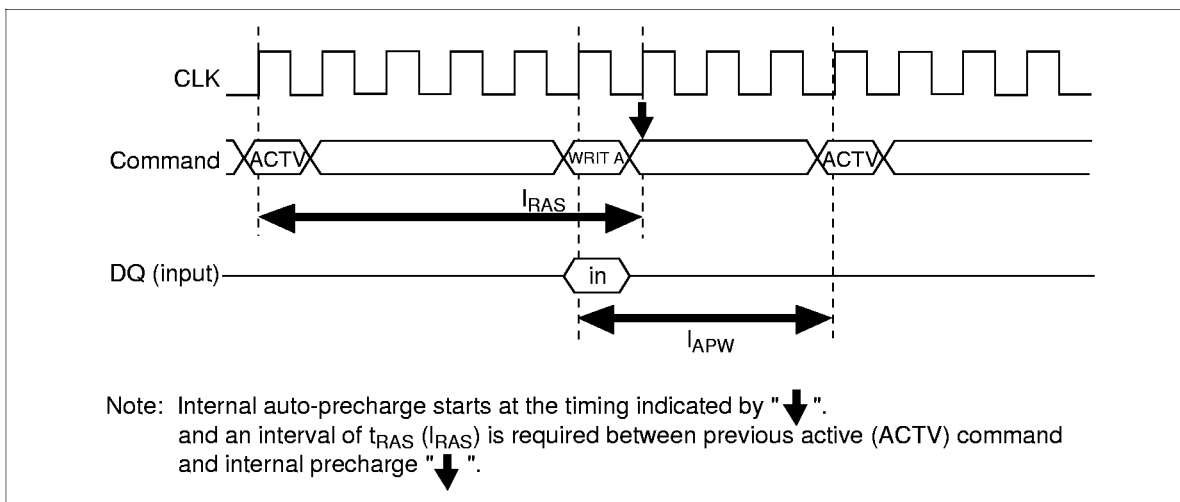 CLK
Command ACTV WRIT A ACTV
lRAS
DQ (input) in
lAPW
Note: Internal auto-precharge starts at the timing indicated by " ".
and an interval of tRAS (lRAS) is required between previous active (ACTV) command
and internal precharge " ".